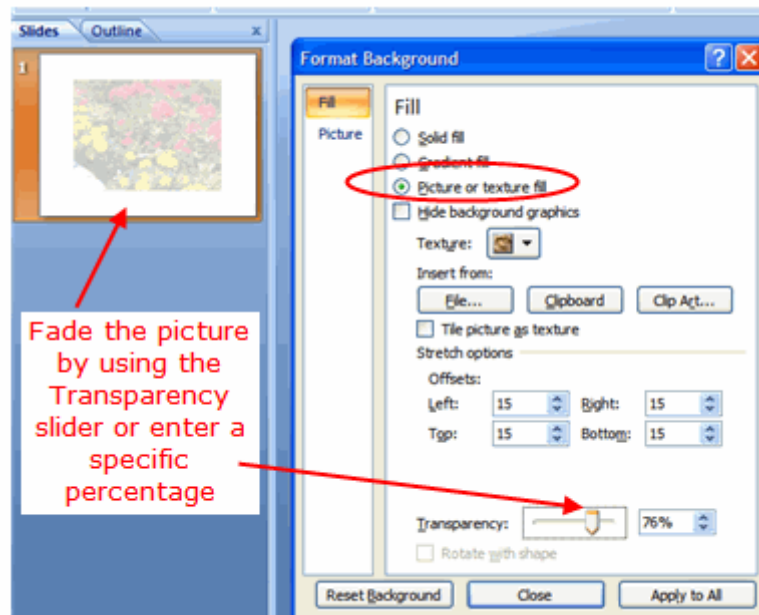 Slides Outline x
1
Format Background
Fill
Picture
Fill
Solid fill
Gradient fill
Picture or texture fill
Hide background graphics
Texture:
Insert from:
File... Clipboard Clip Art...
Tile picture as texture
Stretch options
Offsets:
Left: 15 Right: 15
Top: 15 Bottom: 15
Transparency: 76%
Rotate with shape
Reset Background Close Apply to All
Fade the picture
by using the
Transparency
slider or enter a
specific
percentage